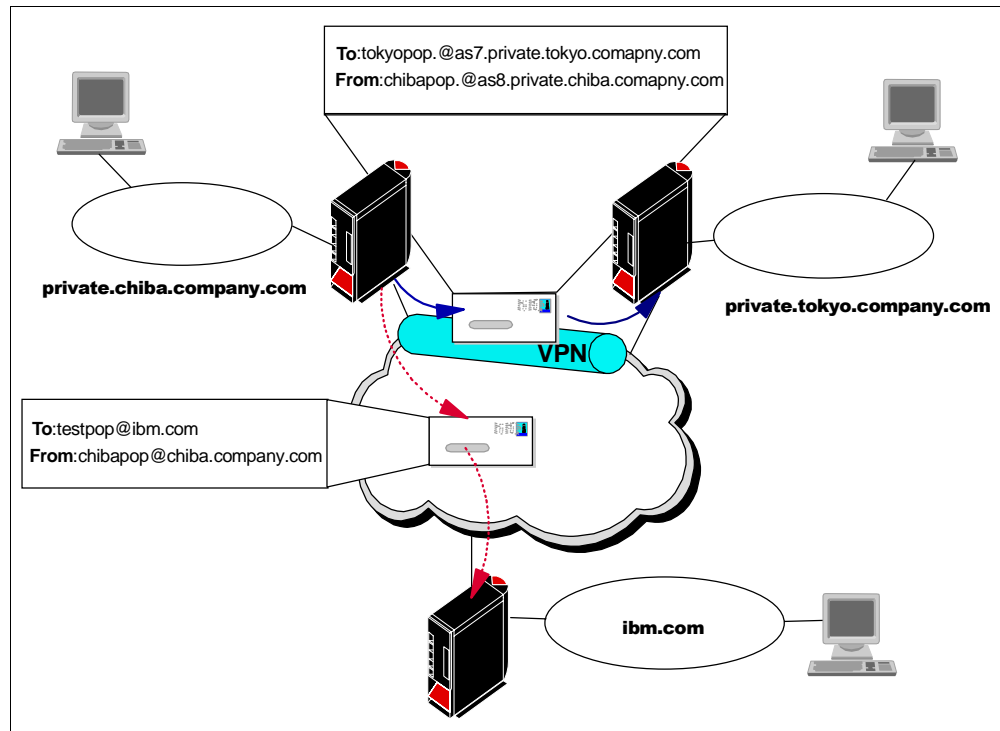 To:tokyopop.@as7.private.tokyo.comapny.com
From:chibapop.@as8.private.chiba.comapny.com
private.chiba.company.com
private.tokyo.company.com
VPN
To:testpop@ibm.com
From:chibapop@chiba.company.com
ibm.com